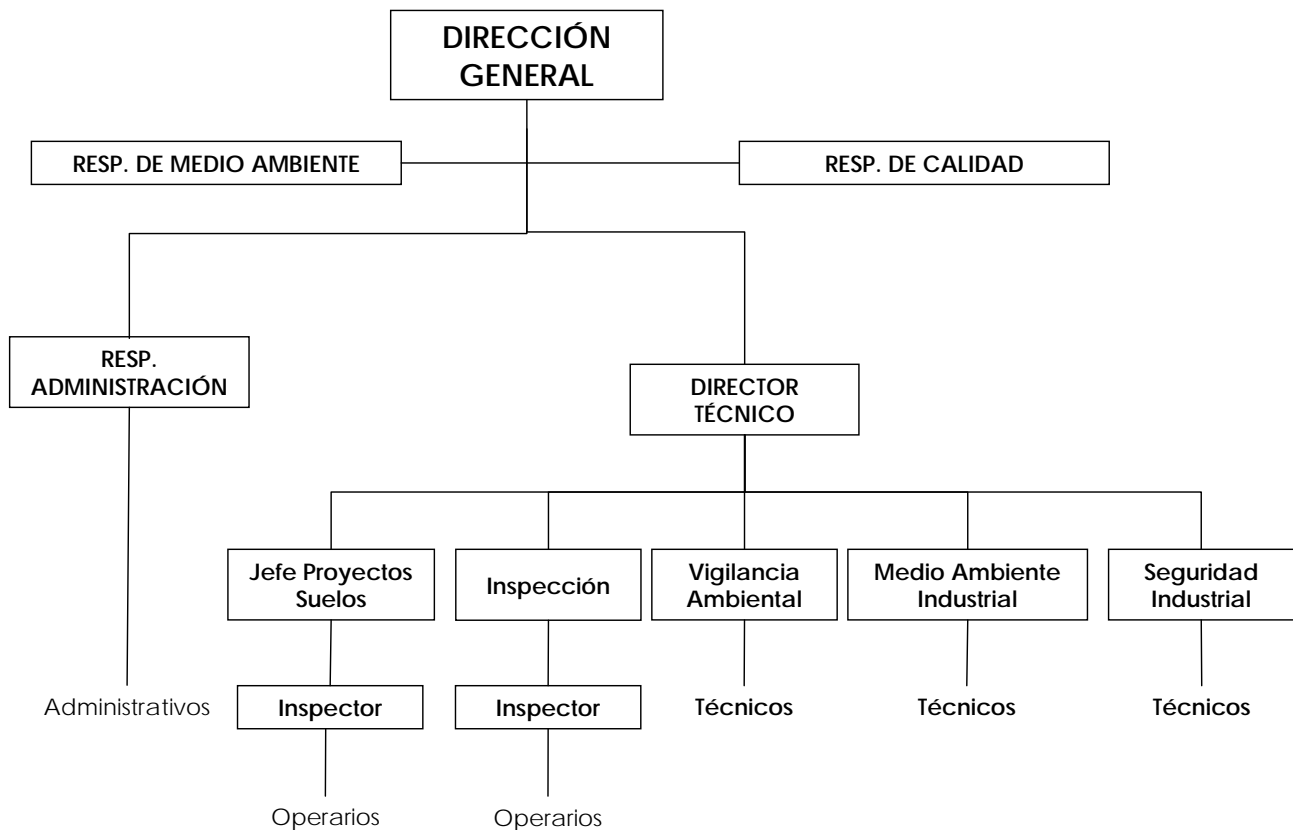 DIRECCIÓN
GENERAL
RESP. DE MEDIO AMBIENTE
RESP. DE CALIDAD
RESP.
ADMINISTRACIÓN
DIRECTOR
TÉCNICO
Jefe Proyectos
Suelos
Inspección
Vigilancia
Ambiental
Medio Ambiente
Industrial
Seguridad
Industrial
Administrativos
Inspector
Inspector
Técnicos
Técnicos
Técnicos
Operarios
Operarios